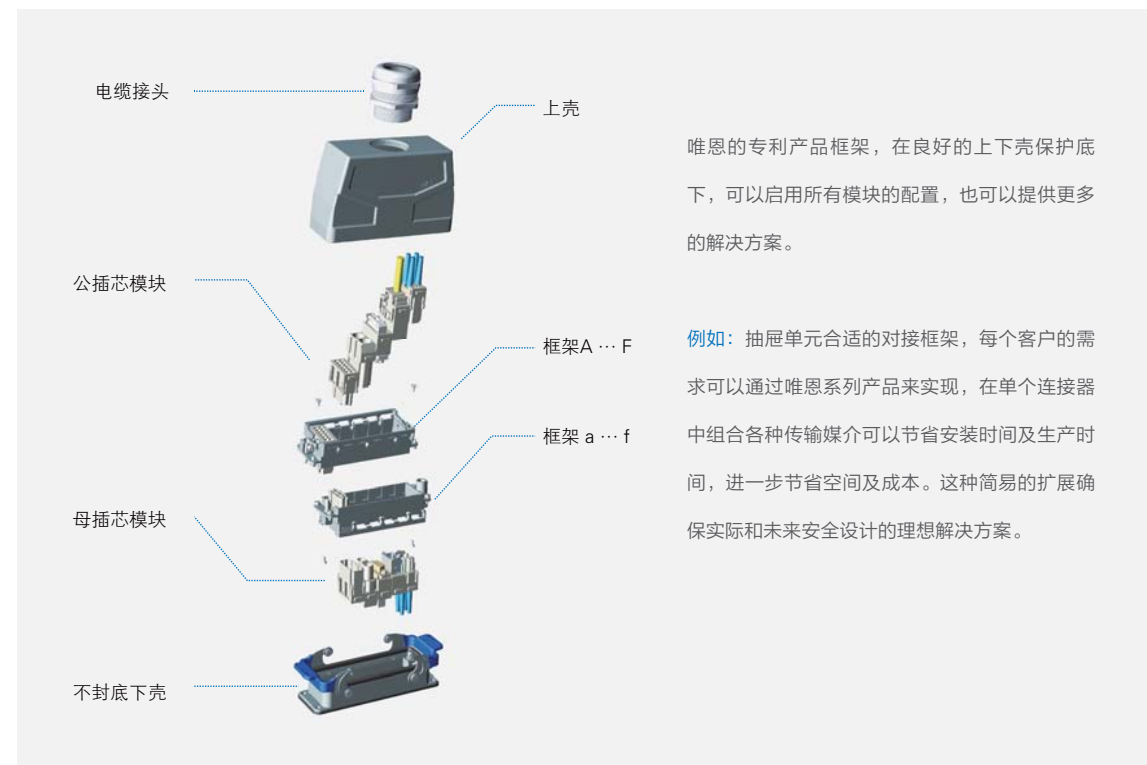 电缆接头
上壳
公插芯模块
框架A ··· F
框架 a ··· f
母插芯模块
不封底下壳
唯恩的专利产品框架，在良好的上下壳保护底
下，可以启用所有模块的配置，也可以提供更多
的解决方案。
例如：抽屉单元合适的对接框架，每个客户的需
求可以通过唯恩系列产品来实现，在单个连接器
中组合各种传输媒介可以节省安装时间及生产时
间，进一步节省空间及成本。这种简易的扩展确
保实际和未来安全设计的理想解决方案。